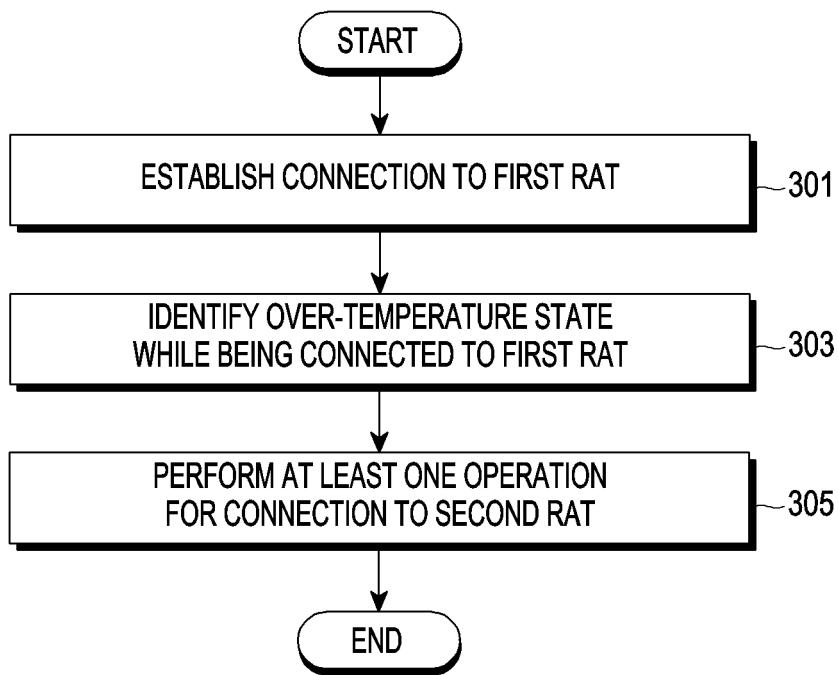 START
ESTABLISH CONNECTION TO FIRST RAT
301
IDENTIFY OVER-TEMPERATURE STATE
WHILE BEING CONNECTED TO FIRST RAT
303
PERFORM AT LEAST ONE OPERATION
FOR CONNECTION TO SECOND RAT
305
END